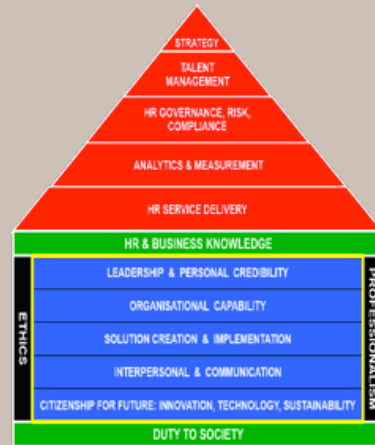 STRATEGY
TALENT
MANAGEMENT
HR GOVERNANCE, RISK,
COMPLIANCE
ANALYTICS & MEASUREMENT
HR SERVICE DELIVERY
HR & BUSINESS KNOWLEDGE
ETHICS
LEADERSHIP & PERSONAL CREDIBILITY
ORGANISATIONAL CAPABILITY
SOLUTION CREATION & IMPLEMENTATION
INTERPERSONAL & COMMUNICATION
CITIZENSHIP FOR FUTURE: INNOVATION, TECHNOLOGY, SUSTAINABILITY
PROFESSIONALISM
DUTY TO SOCIETY